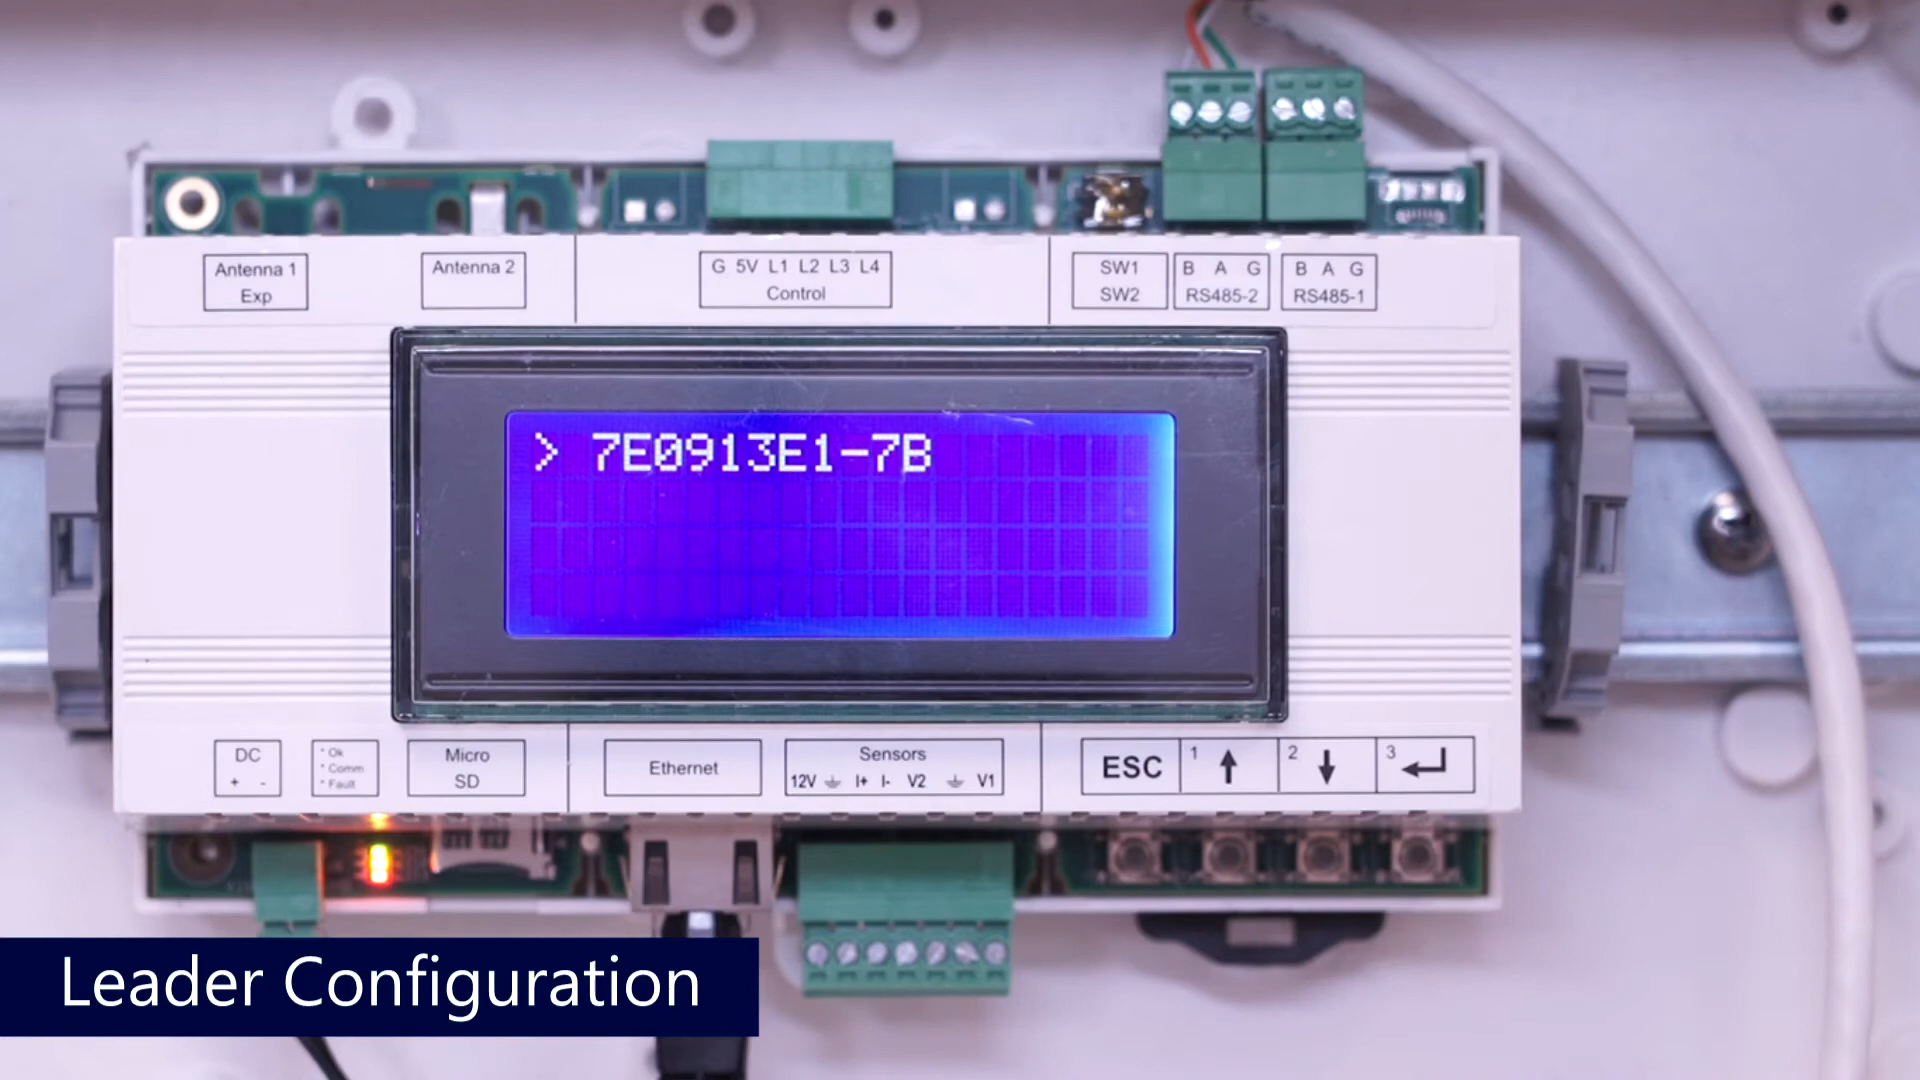 Antenna 1
Exp
Antenna 2
G 5V L1 L2 L3 L4
Control
SW1
SW2
B A G
RS485-2
B A G
RS485-1
> 7E0913E1-7B
DC
+ -
* Ok
* Comm
* Fault
Micro
SD
Ethernet
Sensors
12V ⏚ I+ I- V2 ⏚ V1
ESC
1 ↑
2 ↓
3 ↵
Leader Configuration